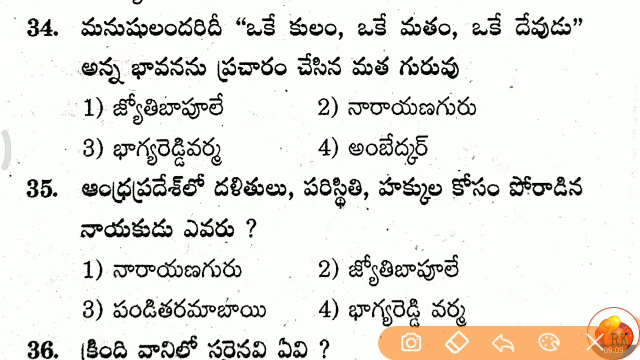 34. మనుషులందరిదీ “ఒకే కులం, ఒకే మతం, ఒకే దేవుడు”
అన్న భావనను ప్రచారం చేసిన మత గురువు
1) జ్యోతిబాపూలే 2) నారాయణగురు
3) భాగ్యరెడ్డివర్మ 4) అంబేద్కర్
35. ఆంధ్రప్రదేశ్‌లో దళితులు, పరిస్థితి, హక్కుల కోసం పోరాడిన
నాయకుడు ఎవరు ?
1) నారాయణగురు 2) జ్యోతిబాపూలే
3) పండితరమాబాయి 4) భాగ్యరెడ్డి వర్మ
36. క్రింది వానిలో సరైనవి ఏవి ?
09:09